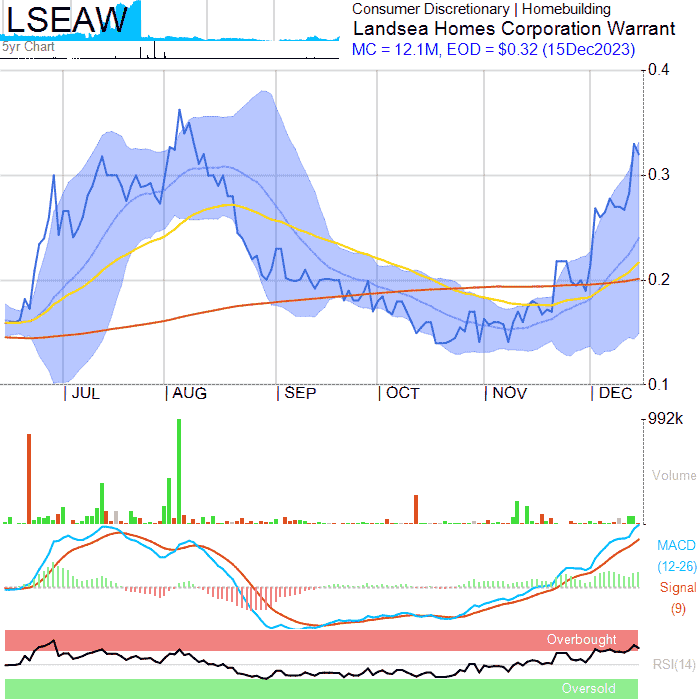 LSEAW
5yr Chart
Consumer Discretionary | Homebuilding
Landsea Homes Corporation Warrant
MC = 12.1M, EOD = $0.32 (15Dec2023)
0.4
0.3
0.2
0.1
JUL AUG SEP OCT NOV DEC
992k
Volume
MACD
(12-26)
Signal
(9)
Overbought
RSI(14)
Oversold